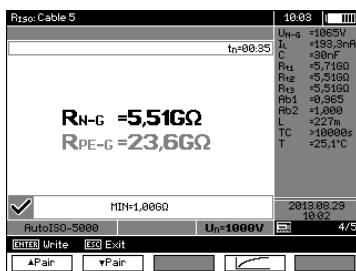 RISO: Cable 5
10:03
tn=00:35
RN-G =5,51GΩ
RPE-G =23,6GΩ
MIN=1,00GΩ
AutoISO-5000
Un=1000V
UN-G =1065V
IL =193,3nA
C =30nF
Rt1 =5,71GΩ
Rt2 =5,51GΩ
Rt3 =5,51GΩ
Ab1 =0,965
Ab2 =1,000
L =227m
TC >10000s
T =25,1°C
2013.08.29
10:02
4/5
ENTER Write ESC Exit
▲Pair
▼Pair